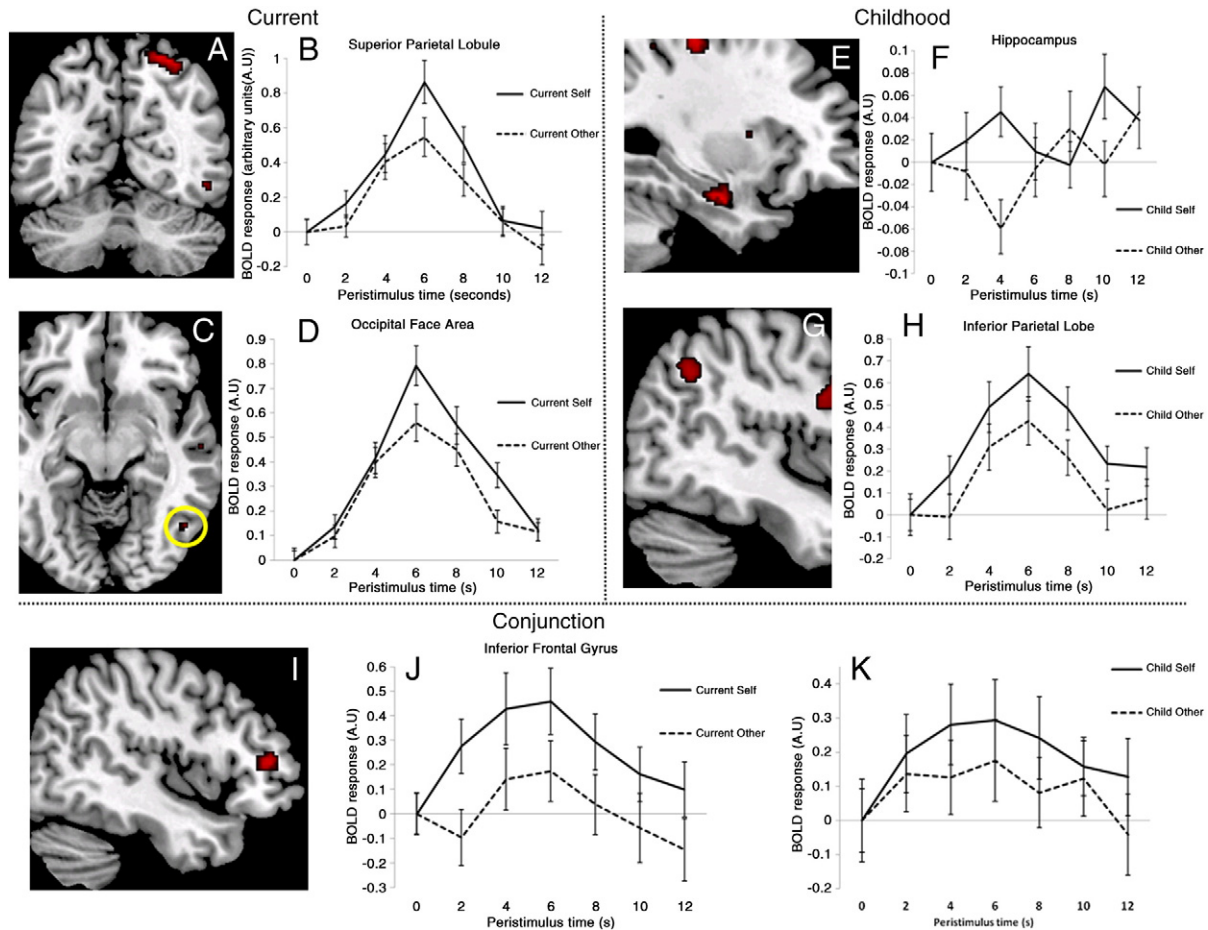 Current
Childhood
A
B
Superior Parietal Lobule
BOLD response (arbitrary units(A.U)
1
0.8
0.6
0.4
0.2
0
-0.2
0 2 4 6 8 10 12
Peristimulus time (seconds)
Current Self
Current Other
E
F
Hippocampus
BOLD response (A.U)
0.1
0.08
0.06
0.04
0.02
0
-0.02
-0.04
-0.06
-0.08
-0.1
0 2 4 6 8 10 12
Peristimulus time (s)
Child Self
Child Other
C
D
Occipital Face Area
BOLD response (A.U)
0.9
0.8
0.7
0.6
0.5
0.4
0.3
0.2
0.1
0
0 2 4 6 8 10 12
Peristimulus time (s)
Current Self
Current Other
G
H
Inferior Parietal Lobe
BOLD response (A.U)
0.8
0.7
0.6
0.5
0.4
0.3
0.2
0.1
0
-0.1
-0.2
0 2 4 6 8 10 12
Peristimulus time (s)
Child Self
Child Other
Conjunction
I
J
Inferior Frontal Gyrus
BOLD response (A.U)
0.6
0.5
0.4
0.3
0.2
0.1
0
-0.1
-0.2
-0.3
0 2 4 6 8 10 12
Peristimulus time (s)
Current Self
Current Other
K
BOLD response (A.U)
0.4
0.3
0.2
0.1
0
-0.1
-0.2
0 2 4 6 8 10 12
Peristimulus time (s)
Child Self
Child Other